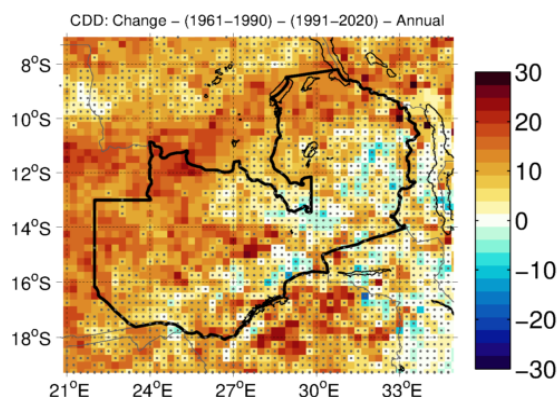 CDD: Change – (1961–1990) – (1991–2020) – Annual
8°S
10°S
12°S
14°S
16°S
18°S
21°E 24°E 27°E 30°E 33°E
30
20
10
0
-10
-20
-30